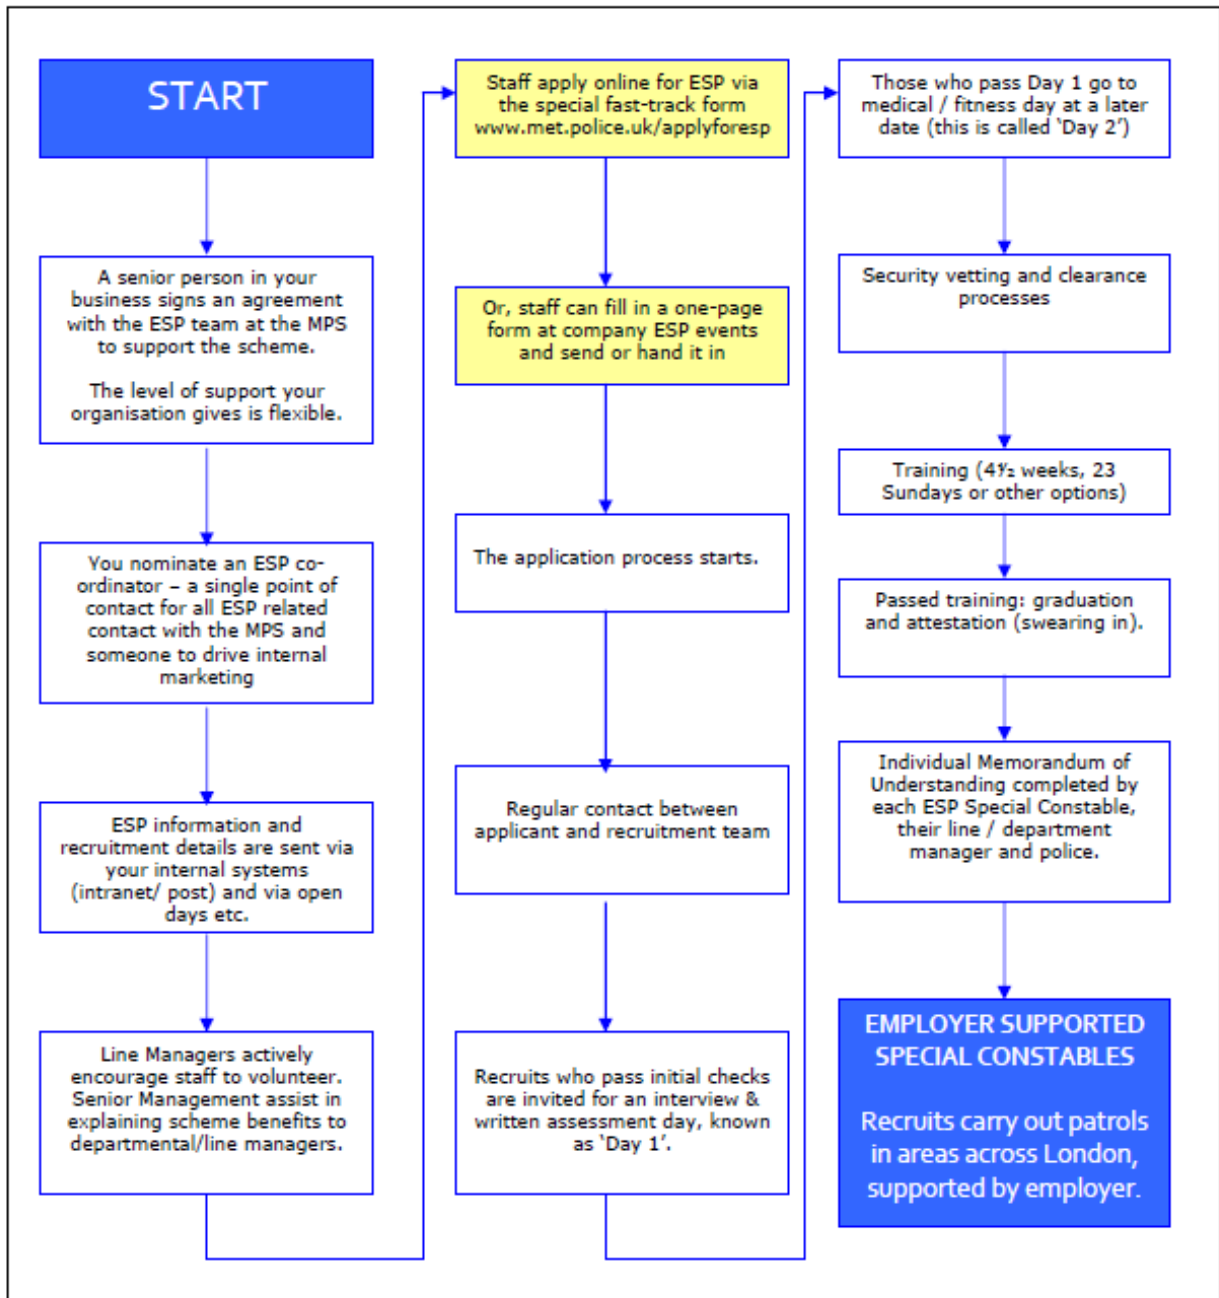 START
A senior person in your
business signs an agreement
with the ESP team at the MPS
to support the scheme.
The level of support your
organisation gives is flexible.
You nominate an ESP co-
ordinator – a single point of
contact for all ESP related
contact with the MPS and
someone to drive internal
marketing
ESP information and
recruitment details are sent via
your internal systems
(intranet/ post) and via open
days etc.
Line Managers actively
encourage staff to volunteer.
Senior Management assist in
explaining scheme benefits to
departmental/line managers.
Staff apply online for ESP via
the special fast-track form
www.met.police.uk/applyforesp
Or, staff can fill in a one-page
form at company ESP events
and send or hand it in
The application process starts.
Regular contact between
applicant and recruitment team
Recruits who pass initial checks
are invited for an interview &
written assessment day, known
as ‘Day 1’.
Those who pass Day 1 go to
medical / fitness day at a later
date (this is called ‘Day 2’)
Security vetting and clearance
processes
Training (4½ weeks, 23
Sundays or other options)
Passed training: graduation
and attestation (swearing in).
Individual Memorandum of
Understanding completed by
each ESP Special Constable,
their line / department
manager and police.
EMPLOYER SUPPORTED
SPECIAL CONSTABLES
Recruits carry out patrols
in areas across London,
supported by employer.